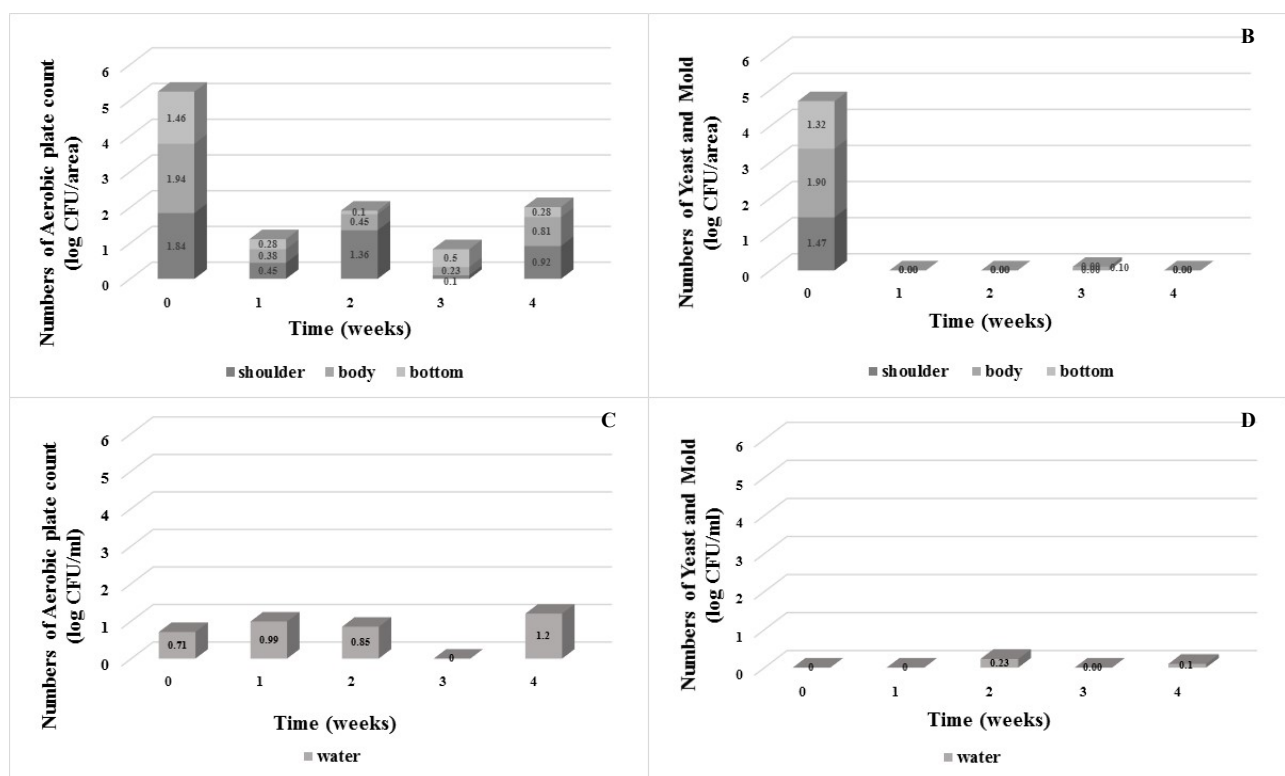 Numbers of Aerobic plate count
(log CFU/area)
6
5
4
3
2
1
0
1.46
1.94
1.84
0.28
0.38
0.45
0.1
0.45
1.36
0.5
0.23
0.1
0.28
0.81
0.92
0 1 2 3 4
Time (weeks)
shoulder body bottom
B
Numbers of Yeast and Mold
(log CFU/area)
6
5
4
3
2
1
0
1.32
1.90
1.47
0.00
0.00
0.00 0.10
0.00
0.00
0 1 2 3 4
Time (weeks)
shoulder body bottom
C
Numbers of Aerobic plate count
(log CFU/ml)
6
5
4
3
2
1
0
0.71
0.99
0.85
0
1.2
0 1 2 3 4
Time (weeks)
water
D
Numbers of Yeast and Mold
(log CFU/ml)
6
5
4
3
2
1
0
0
0
0.23
0.00
0.1
0 1 2 3 4
Time (weeks)
water